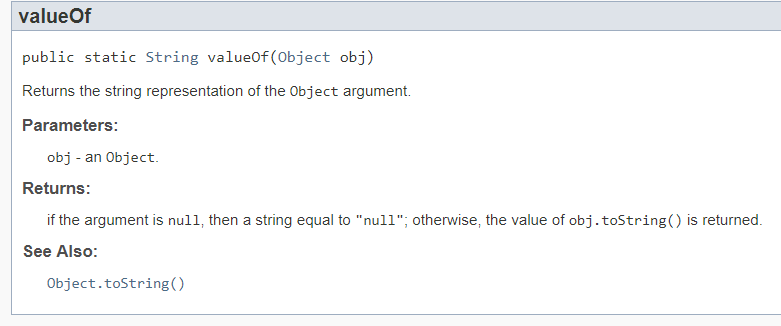 valueOf
public static String valueOf(Object obj)
Returns the string representation of the Object argument.
Parameters:
obj - an Object.
Returns:
if the argument is null, then a string equal to "null"; otherwise, the value of obj.toString() is returned.
See Also:
Object.toString()